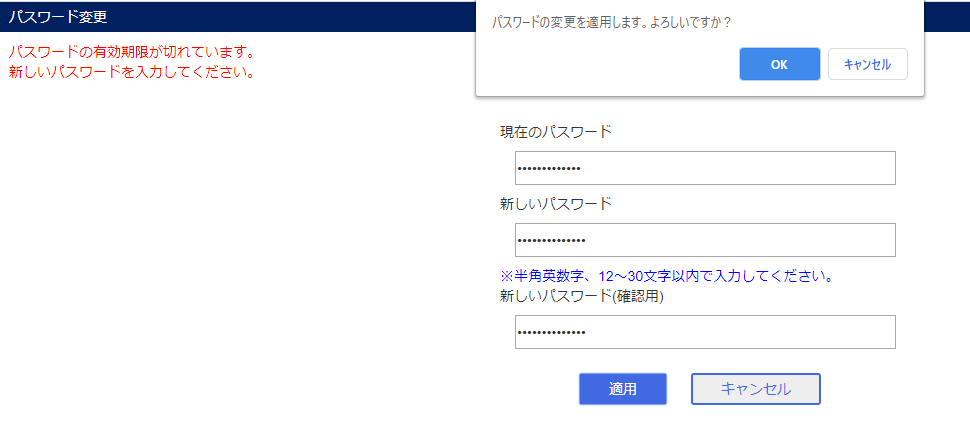 パスワード変更
パスワードの有効期限が切れています。
新しいパスワードを入力してください。
パスワードの変更を適用します。よろしいですか？
OK
キャンセル
現在のパスワード
•••••••••••••
新しいパスワード
••••••••••••••
※半角英数字、12～30文字以内で入力してください。
新しいパスワード(確認用)
••••••••••••••
適用
キャンセル